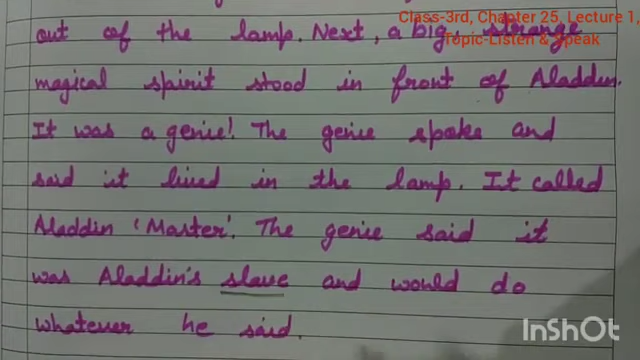 Class-3rd, Chapter 25, Lecture 1,
Topic-Listen & Speak
out of the lamp. Next, a big strange
magical spirit stood in front of Aladdin.
It was a genie! The genie spoke and
said it lived in the lamp. It called
Aladdin 'Master'. The genie said it
was Aladdin's slave and would do
whatever he said.
InShOt